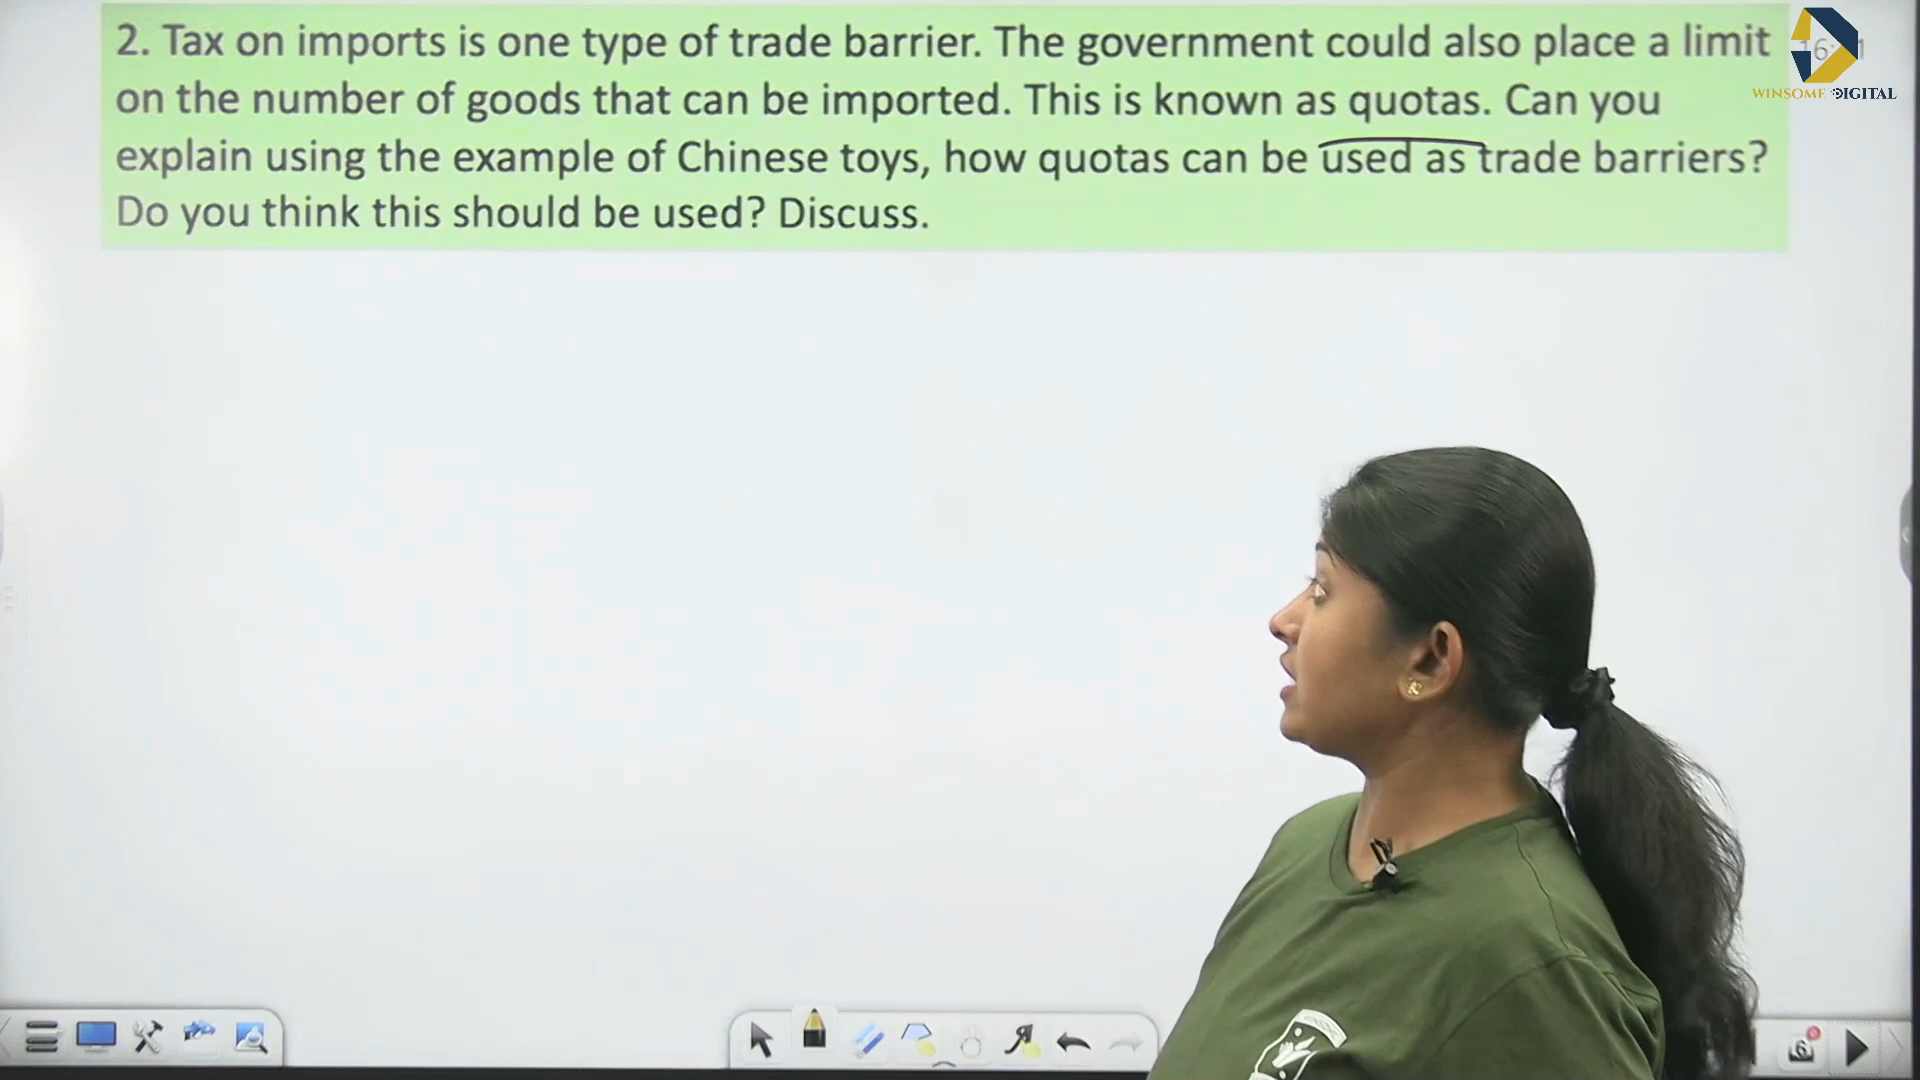 2. Tax on imports is one type of trade barrier. The government could also place a limit
on the number of goods that can be imported. This is known as quotas. Can you
explain using the example of Chinese toys, how quotas can be used as trade barriers?
Do you think this should be used? Discuss.
WINSOME DIGITAL